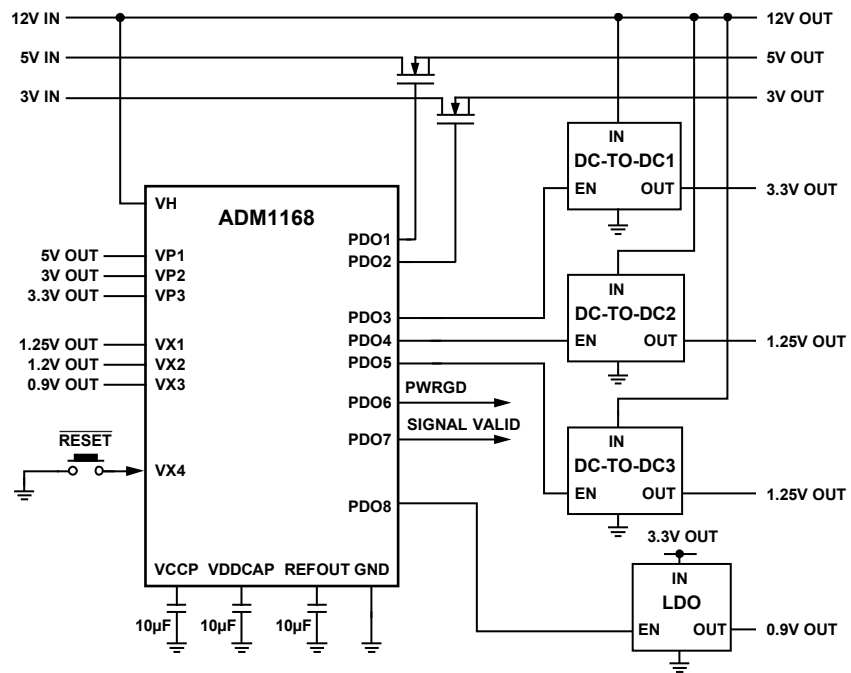 12V IN
12V OUT
5V IN
5V OUT
3V IN
3V OUT
IN
DC-TO-DC1
EN OUT
3.3V OUT
VH
ADM1168
PDO1
PDO2
5V OUT VP1
3V OUT VP2
3.3V OUT VP3
IN
DC-TO-DC2
EN OUT
1.25V OUT
PDO3
PDO4
PDO5
1.25V OUT VX1
1.2V OUT VX2
0.9V OUT VX3
PDO6
PWRGD
PDO7
SIGNAL VALID
RESET
VX4
IN
DC-TO-DC3
EN OUT
1.25V OUT
PDO8
3.3V OUT
IN
LDO
EN OUT
0.9V OUT
VCCP VDDCAP REFOUT GND
10µF 10µF 10µF